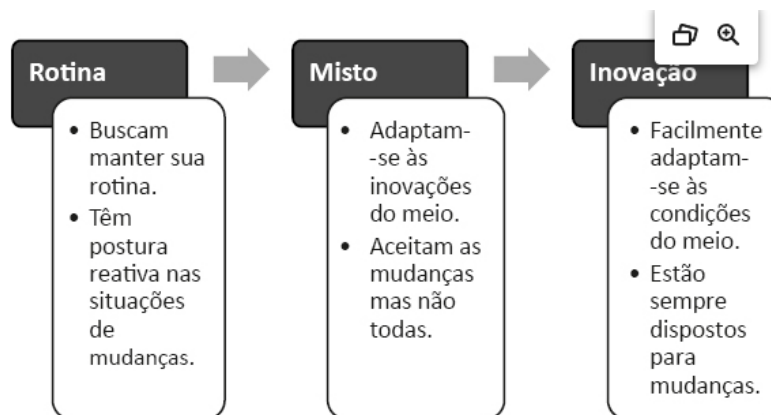 Rotina
• Buscam
manter sua
rotina.
• Têm
postura
reativa nas
situações
de
mudanças.
Misto
• Adaptam-
-se às
inovações
do meio.
• Aceitam as
mudanças
mas não
todas.
Inovação
• Facilmente
adaptam-
-se às
condições
do meio.
• Estão
sempre
dispostos
para
mudanças.